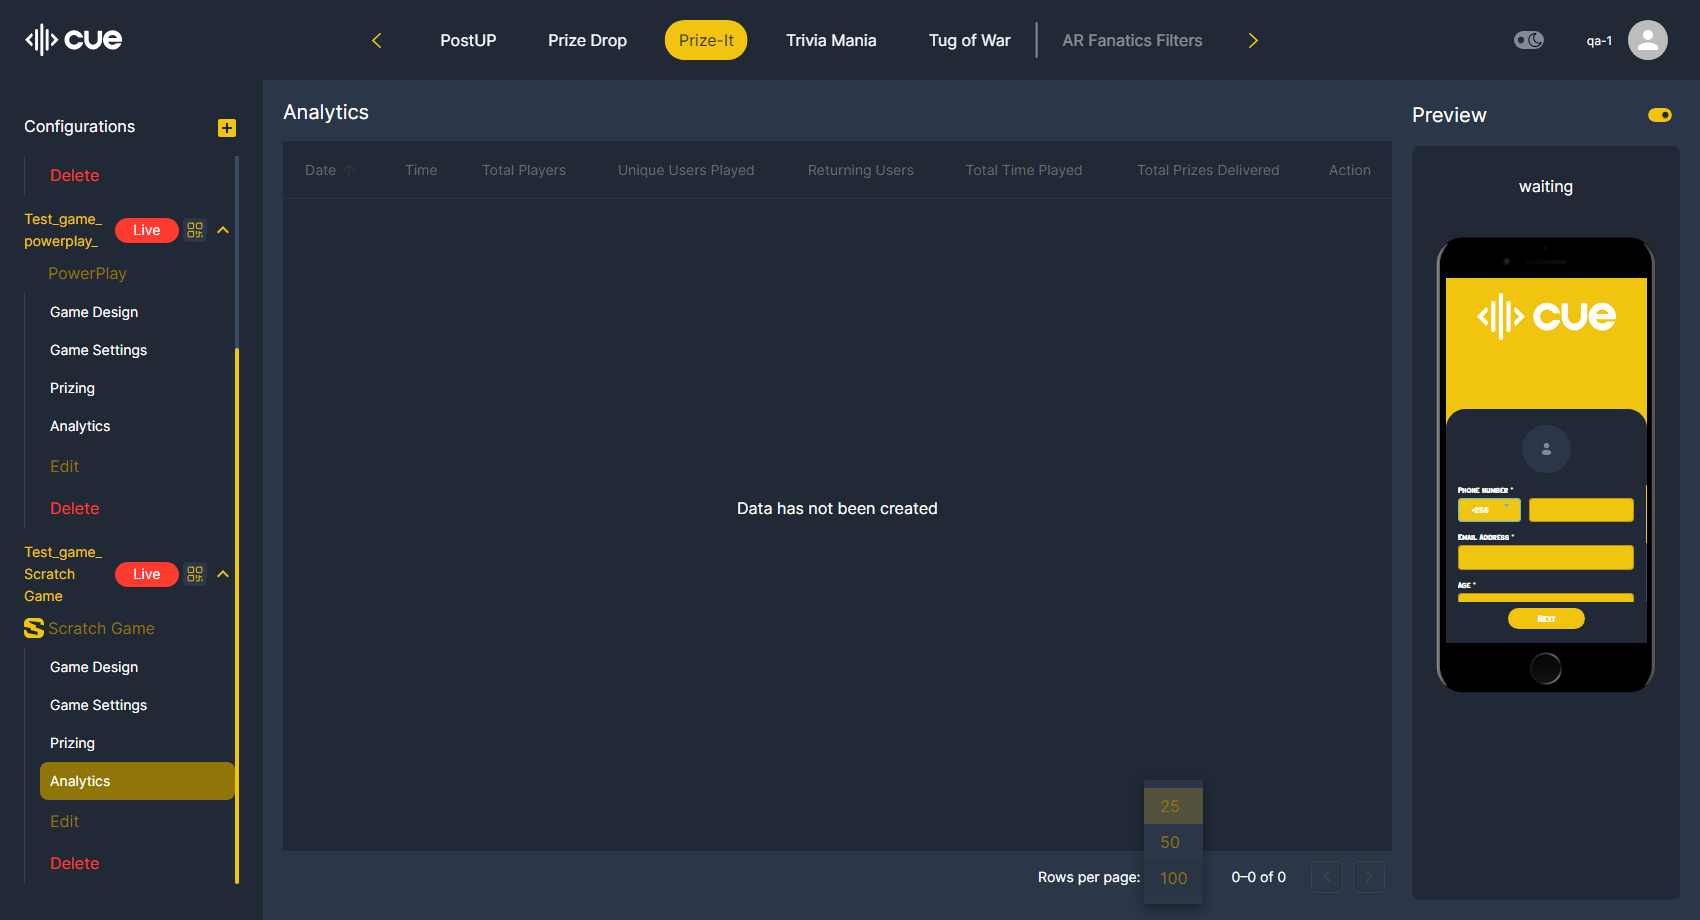 cue
PostUP
Prize Drop
Prize-It
Trivia Mania
Tug of War
AR Fanatics Filters
qa-1
Configurations
Delete
Test_game_
powerplay_
Live
PowerPlay
Game Design
Game Settings
Prizing
Analytics
Edit
Delete
Test_game_
Scratch
Game
Live
Scratch Game
Game Design
Game Settings
Prizing
Analytics
Edit
Delete
Analytics
Date
Time
Total Players
Unique Users Played
Returning Users
Total Time Played
Total Prizes Delivered
Action
Data has not been created
25
50
100
Rows per page:
0–0 of 0
Preview
waiting
cue
Phone number *
+256
Email Address *
Age *
Next